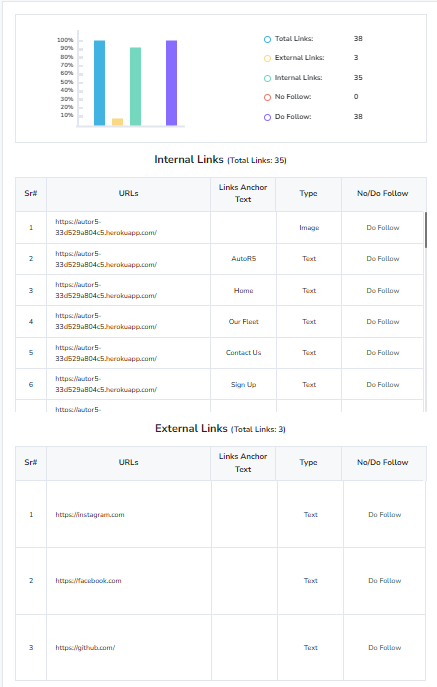 100%
90%
80%
70%
60%
50%
40%
30%
20%
10%
Total Links: 38
External Links: 3
Internal Links: 35
No Follow: 0
Do Follow: 38
Internal Links (Total Links: 35)
Sr# URLs Links Anchor Text Type No/Do Follow
1 https://autor5-33d529a804c5.herokuapp.com/ Image Do Follow
2 https://autor5-33d529a804c5.herokuapp.com/ AutoR5 Text Do Follow
3 https://autor5-33d529a804c5.herokuapp.com/ Home Text Do Follow
4 https://autor5-33d529a804c5.herokuapp.com/ Our Fleet Text Do Follow
5 https://autor5-33d529a804c5.herokuapp.com/ Contact Us Text Do Follow
6 https://autor5-33d529a804c5.herokuapp.com/ Sign Up Text Do Follow
https://autor5-
External Links (Total Links: 3)
Sr# URLs Links Anchor Text Type No/Do Follow
1 https://instagram.com Text Do Follow
2 https://facebook.com Text Do Follow
3 https://github.com/ Text Do Follow